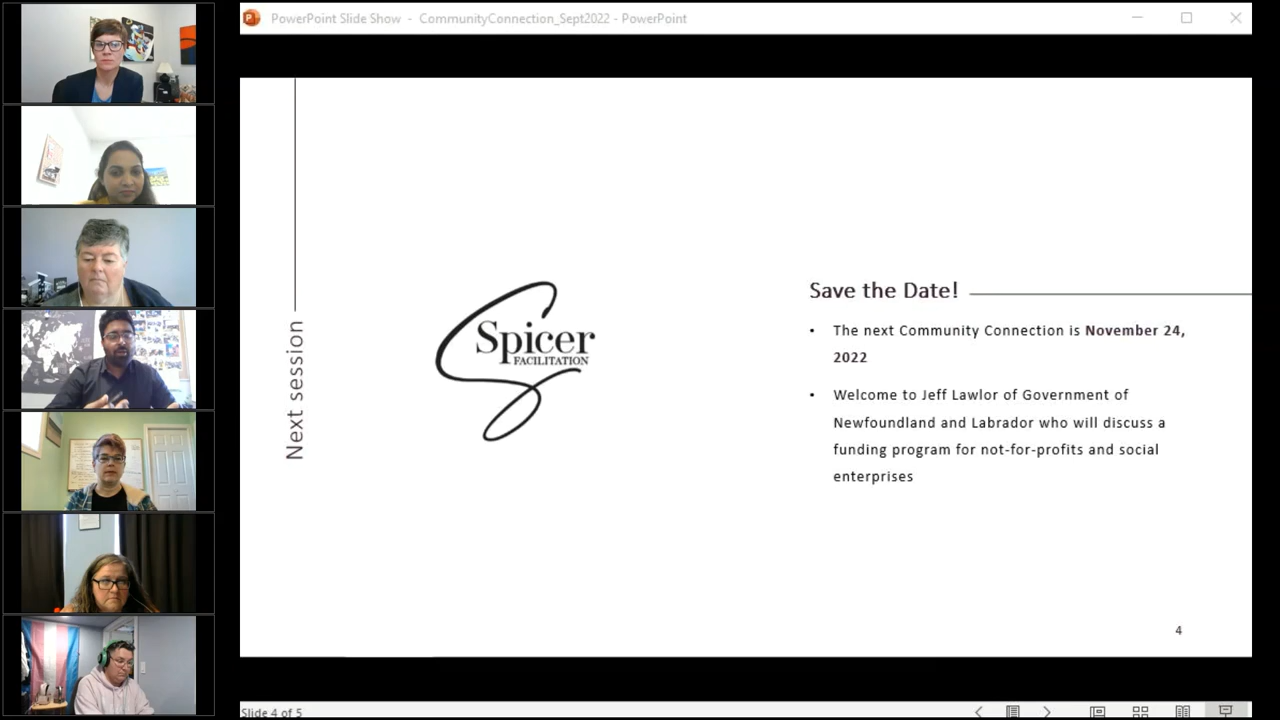 PowerPoint Slide Show - CommunityConnection_Sept2022 - PowerPoint
Next session
Spicer
FACILITATION
Save the Date!
• The next Community Connection is November 24,
2022
• Welcome to Jeff Lawlor of Government of
Newfoundland and Labrador who will discuss a
funding program for not-for-profits and social
enterprises
4
Slide 4 of 5